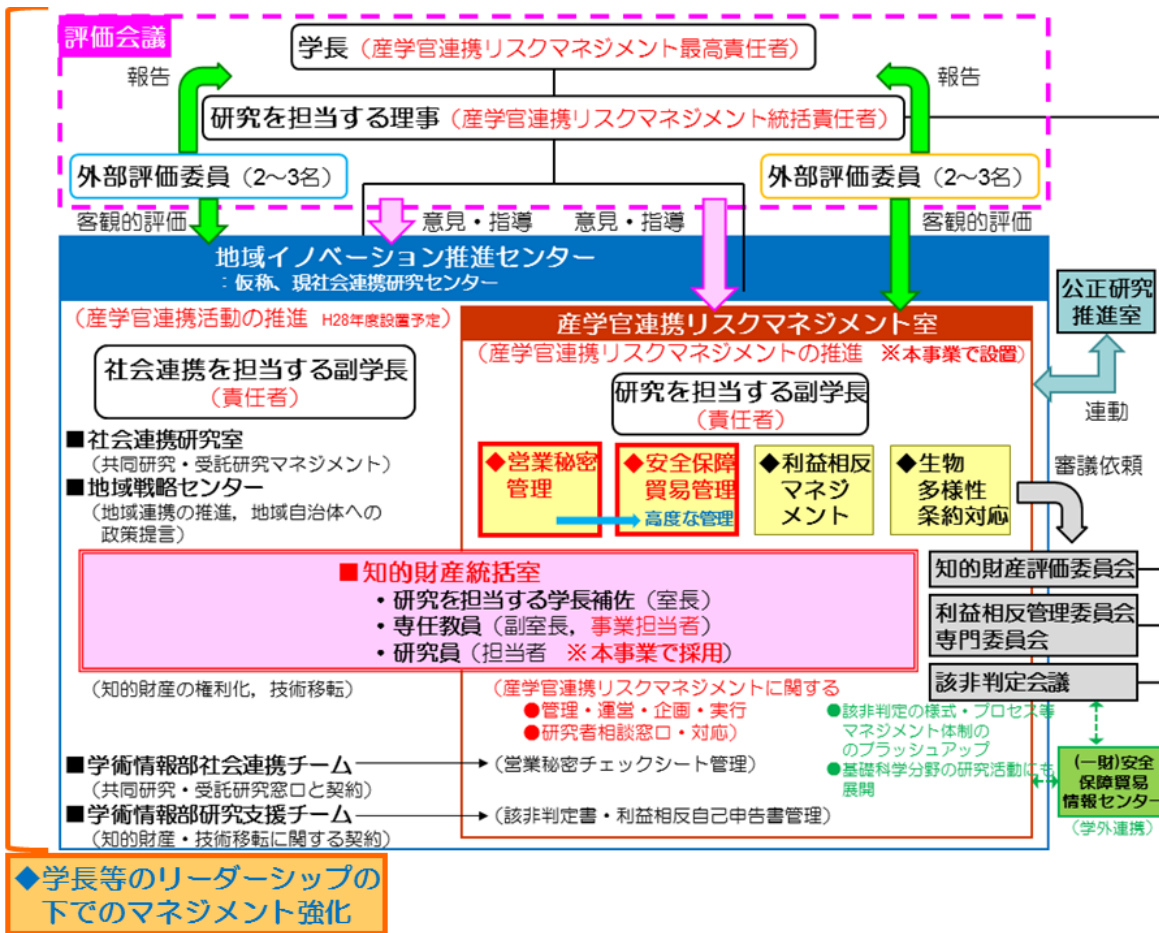 評価会議
学長（産学官連携リスクマネジメント最高責任者）
報告
報告
研究を担当する理事（産学官連携リスクマネジメント統括責任者）
外部評価委員（2～3名）
外部評価委員（2～3名）
客観的評価
意見・指導
意見・指導
客観的評価
地域イノベーション推進センター
：仮称、現社会連携研究センター
（産学官連携活動の推進 H28年度設置予定）
社会連携を担当する副学長
（責任者）
■社会連携研究室
（共同研究・受託研究マネジメント）
■地域戦略センター
（地域連携の推進，地域自治体への
政策提言）
産学官連携リスクマネジメント室
（産学官連携リスクマネジメントの推進 ※本事業で設置）
研究を担当する副学長
（責任者）
◆営業秘密
管理
◆安全保障
貿易管理
高度な管理
◆利益相反
マネジ
メント
◆生物
多様性
条約対応
公正研究
推進室
連動
審議依頼
知的財産評価委員会
利益相反管理委員会
専門委員会
該非判定会議
■知的財産統括室
・研究を担当する学長補佐（室長）
・専任教員（副室長，事業担当者）
・研究員（担当者 ※本事業で採用）
（知的財産の権利化，技術移転）
（産学官連携リスクマネジメントに関する
●管理・運営・企画・実行
●研究者相談窓口・対応）
●該非判定の様式・プロセス等
マネジメント体制の
のブラッシュアップ
●基礎科学分野の研究活動にも
展開
（一財）安全
保障貿易
情報センター
（学外連携）
■学術情報部社会連携チーム
（共同研究・受託研究窓口と契約）
（営業秘密チェックシート管理）
■学術情報部研究支援チーム
（知的財産・技術移転に関する契約）
（該非判定書・利益相反自己申告書管理）
◆学長等のリーダーシップの
下でのマネジメント強化